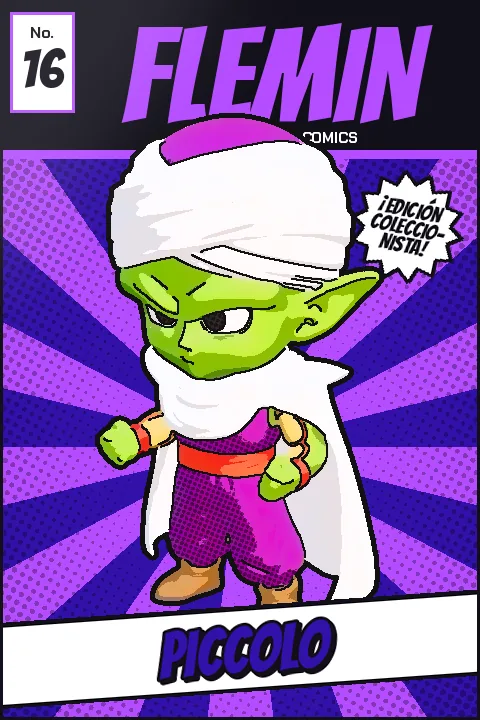 No.
16
FLEMIN
COMICS
¡EDICIÓN
COLECCIO-
NISTA!
PICCOLO